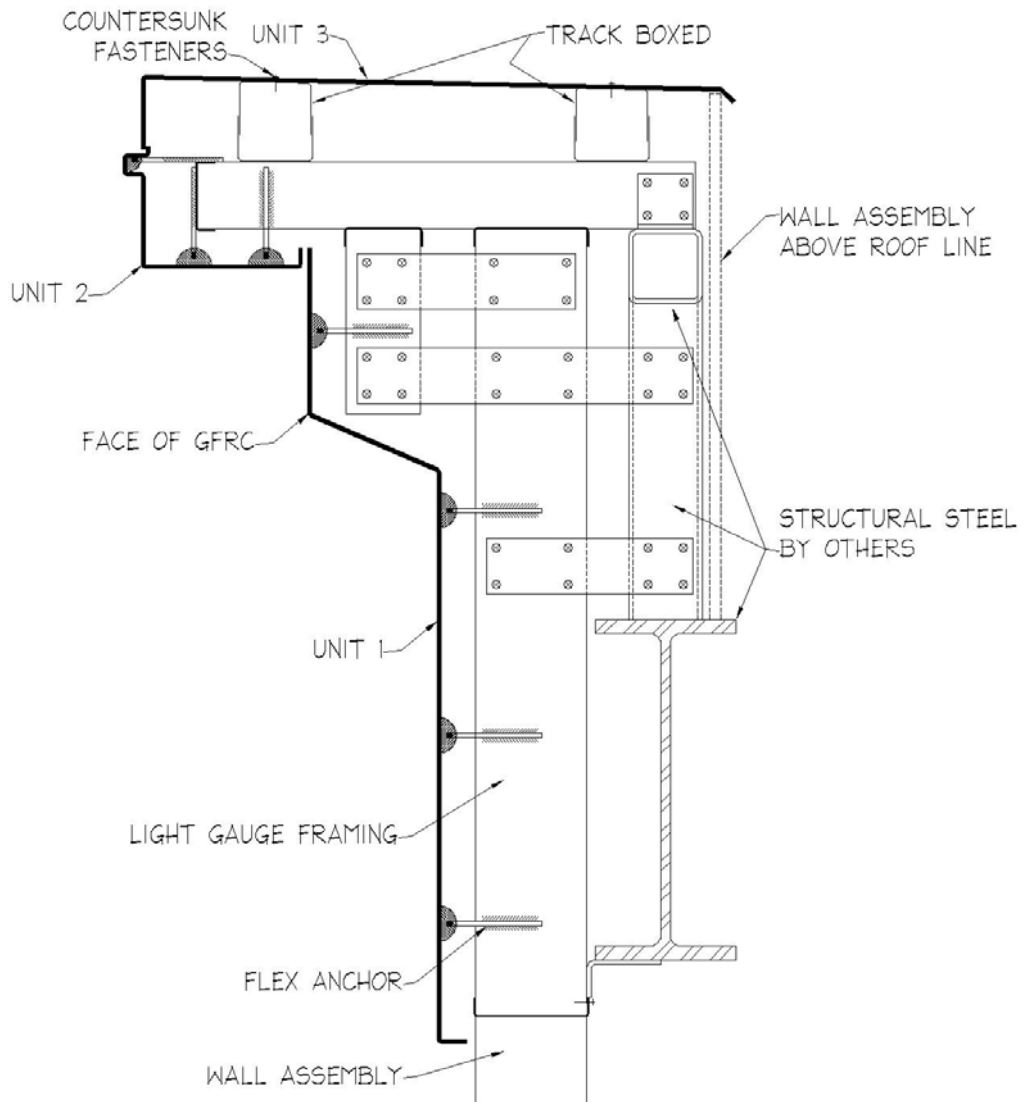 COUNTERSUNK
FASTENERS
UNIT 3
TRACK BOXED
WALL ASSEMBLY
ABOVE ROOF LINE
UNIT 2
FACE OF GFRC
STRUCTURAL STEEL
BY OTHERS
UNIT 1
LIGHT GAUGE FRAMING
FLEX ANCHOR
WALL ASSEMBLY